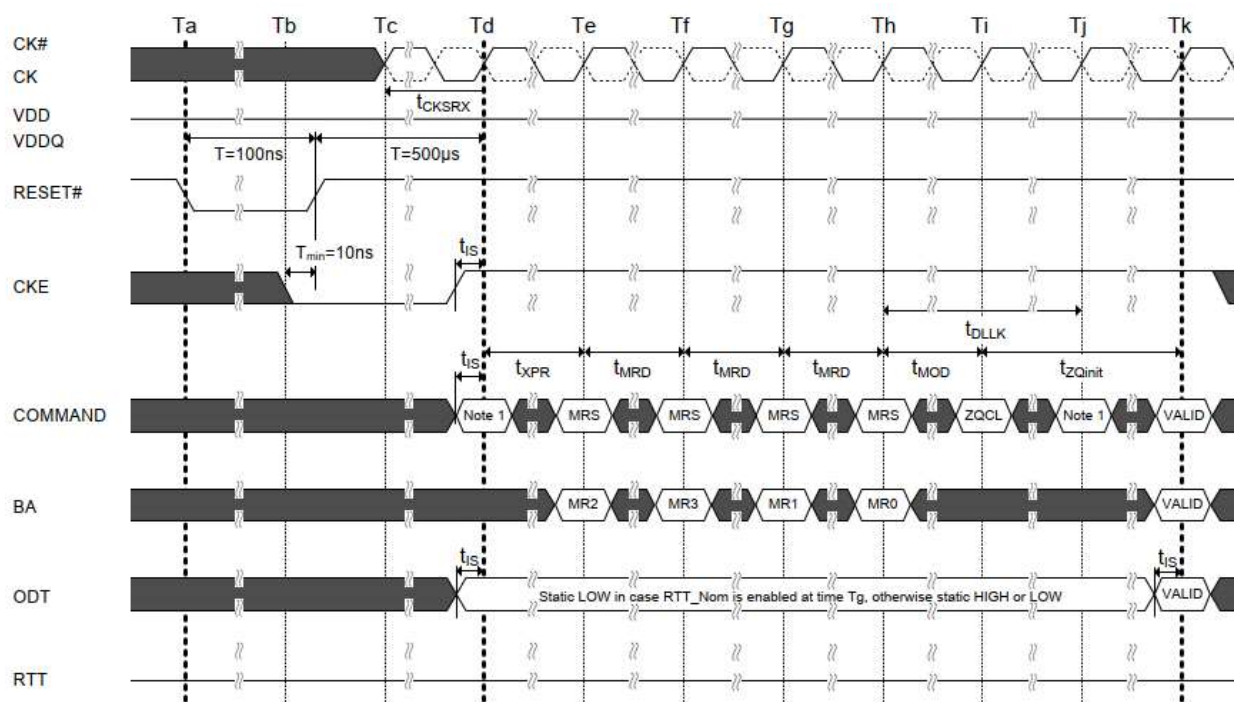 Ta Tb Tc Td Te Tf Tg Th Ti Tj Tk
CK#
CK
tCKSRX
VDD
VDDQ
T=100ns T=500µs
RESET#
Tmin=10ns tIS
CKE
tDLLK
tIS tXPR tMRD tMRD tMRD tMOD tZQinit
COMMAND Note 1 MRS MRS MRS MRS ZQCL Note 1 VALID
BA MR2 MR3 MR1 MR0 VALID
tIS tIS
ODT Static LOW in case RTT_Nom is enabled at time Tg, otherwise static HIGH or LOW VALID
RTT